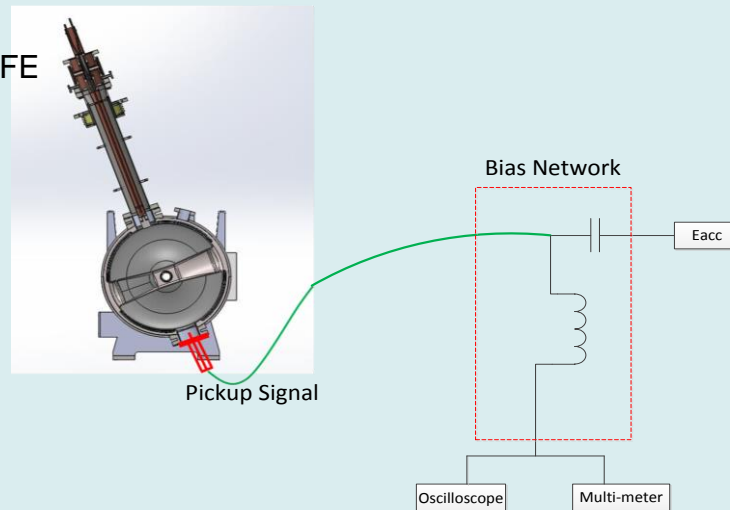 FE
Bias Network
Eacc
Pickup Signal
Oscilloscope
Multi-meter